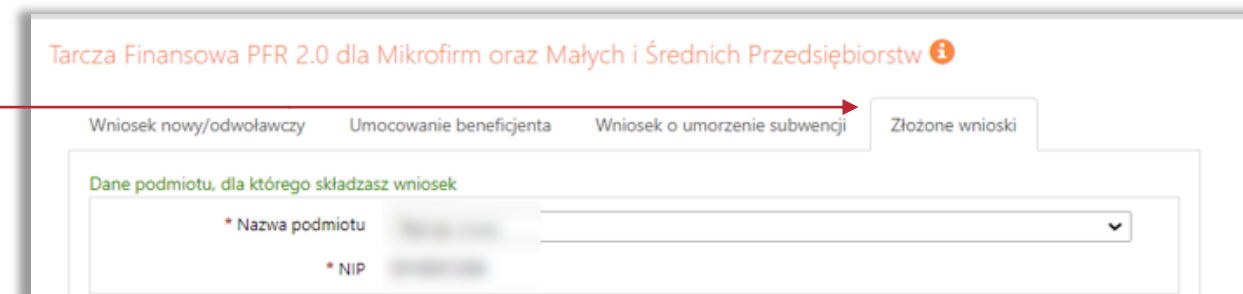 Tarcza Finansowa PFR 2.0 dla Mikrofirm oraz Małych i Średnich Przedsiębiorstw
Wniosek nowy/odwoławczy Umocowanie beneficjenta Wniosek o umorzenie subwencji Złożone wnioski
Dane podmiotu, dla którego składasz wniosek
* Nazwa podmiotu
* NIP